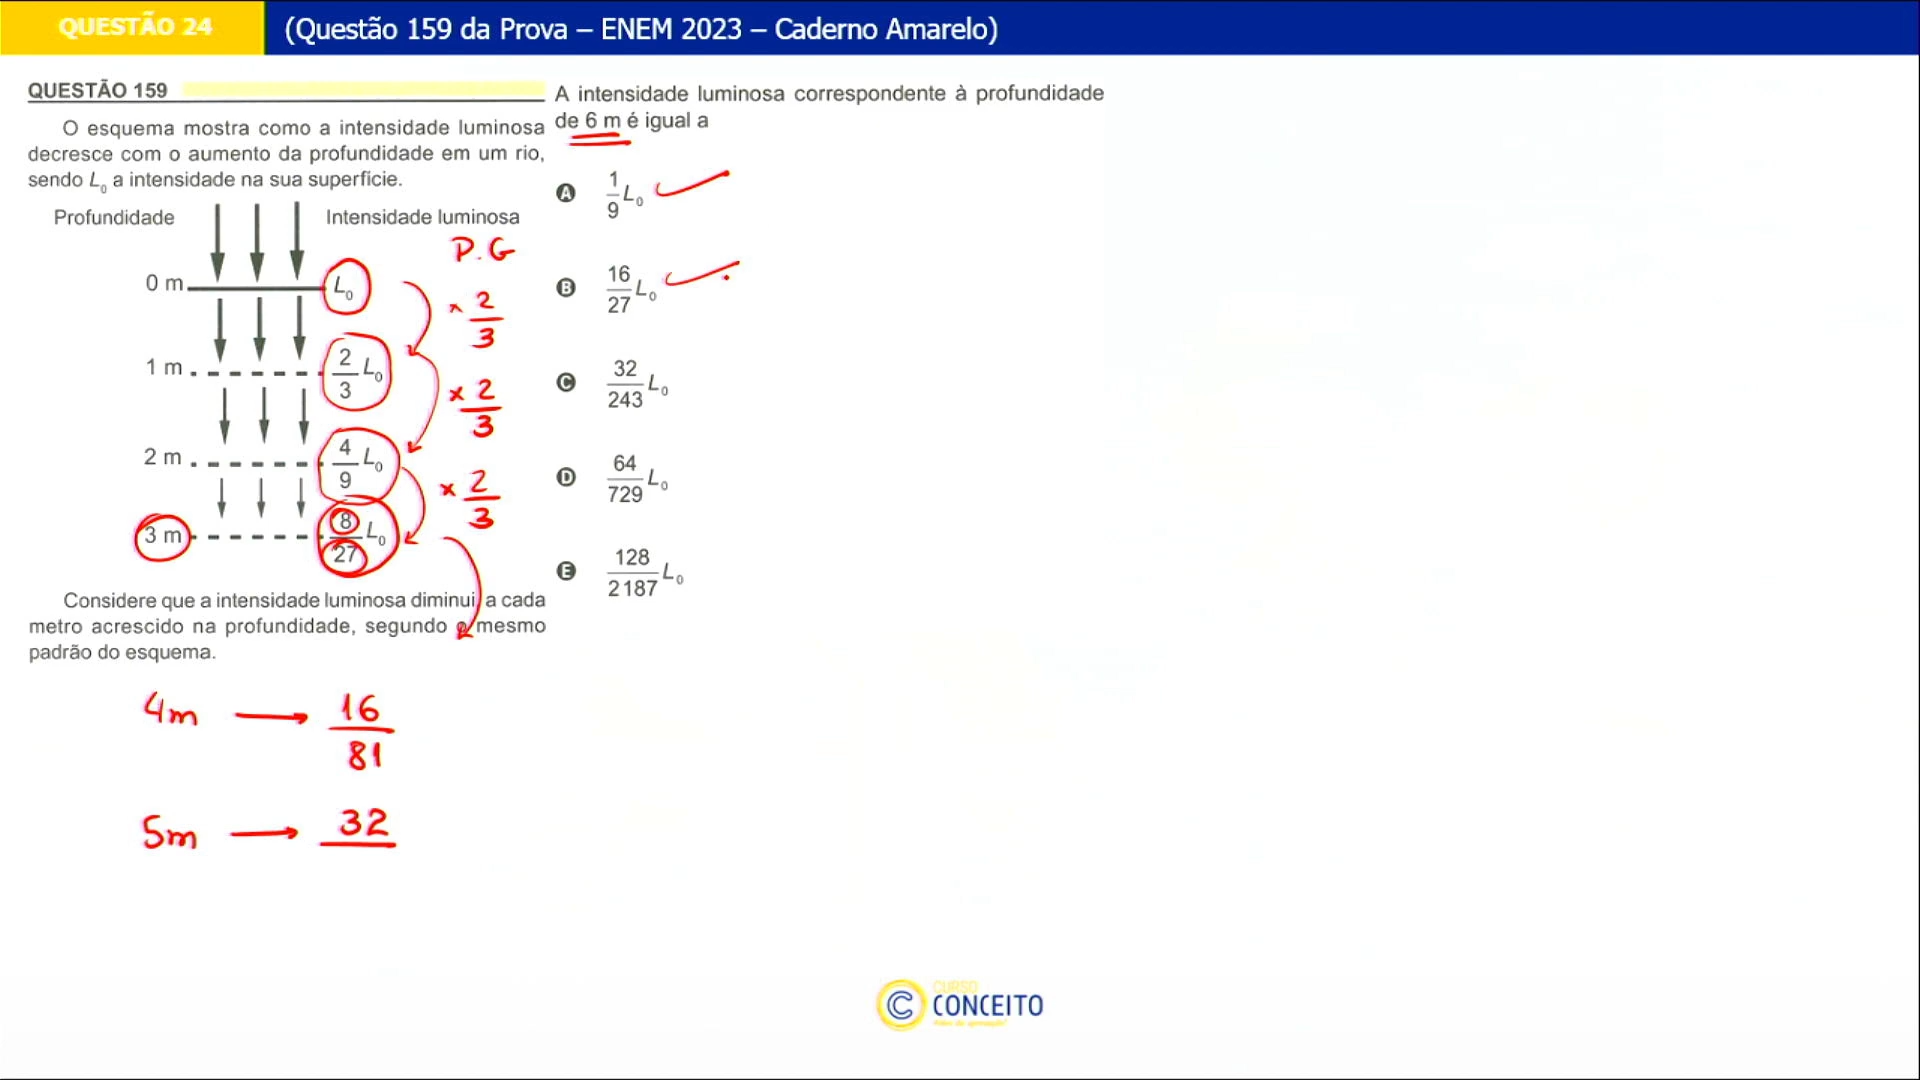 QUESTÃO 24
(Questão 159 da Prova – ENEM 2023 – Caderno Amarelo)
QUESTÃO 159
O esquema mostra como a intensidade luminosa
decresce com o aumento da profundidade em um rio,
sendo L₀ a intensidade na sua superfície.
Profundidade
Intensidade luminosa
P.G
0 m
L₀
× 2/3
1 m
2/3 L₀
× 2/3
2 m
4/9 L₀
× 2/3
3 m
8/27 L₀
Considere que a intensidade luminosa diminui, a cada
metro acrescido na profundidade, segundo o mesmo
padrão do esquema.
4m → 16/81
5m → 32
A intensidade luminosa correspondente à profundidade
de 6 m é igual a
A 1/9 L₀
B 16/27 L₀
C 32/243 L₀
D 64/729 L₀
E 128/2 187 L₀
CURSO
CONCEITO